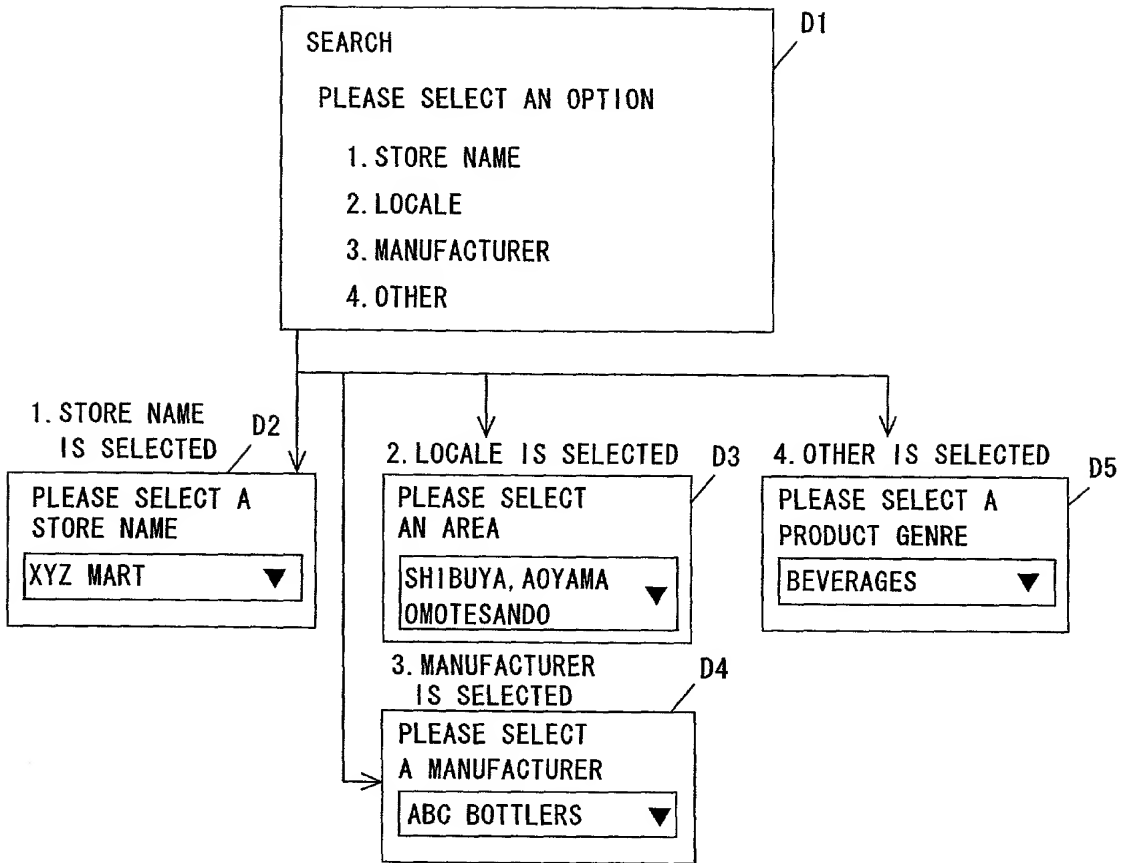 D1
SEARCH
PLEASE SELECT AN OPTION
1. STORE NAME
2. LOCALE
3. MANUFACTURER
4. OTHER
1. STORE NAME
IS SELECTED
D2
PLEASE SELECT A
STORE NAME
XYZ MART ▼
2. LOCALE IS SELECTED
D3
PLEASE SELECT
AN AREA
SHIBUYA, AOYAMA
OMOTESANDO ▼
4. OTHER IS SELECTED
D5
PLEASE SELECT A
PRODUCT GENRE
BEVERAGES ▼
3. MANUFACTURER
IS SELECTED
D4
PLEASE SELECT
A MANUFACTURER
ABC BOTTLERS ▼